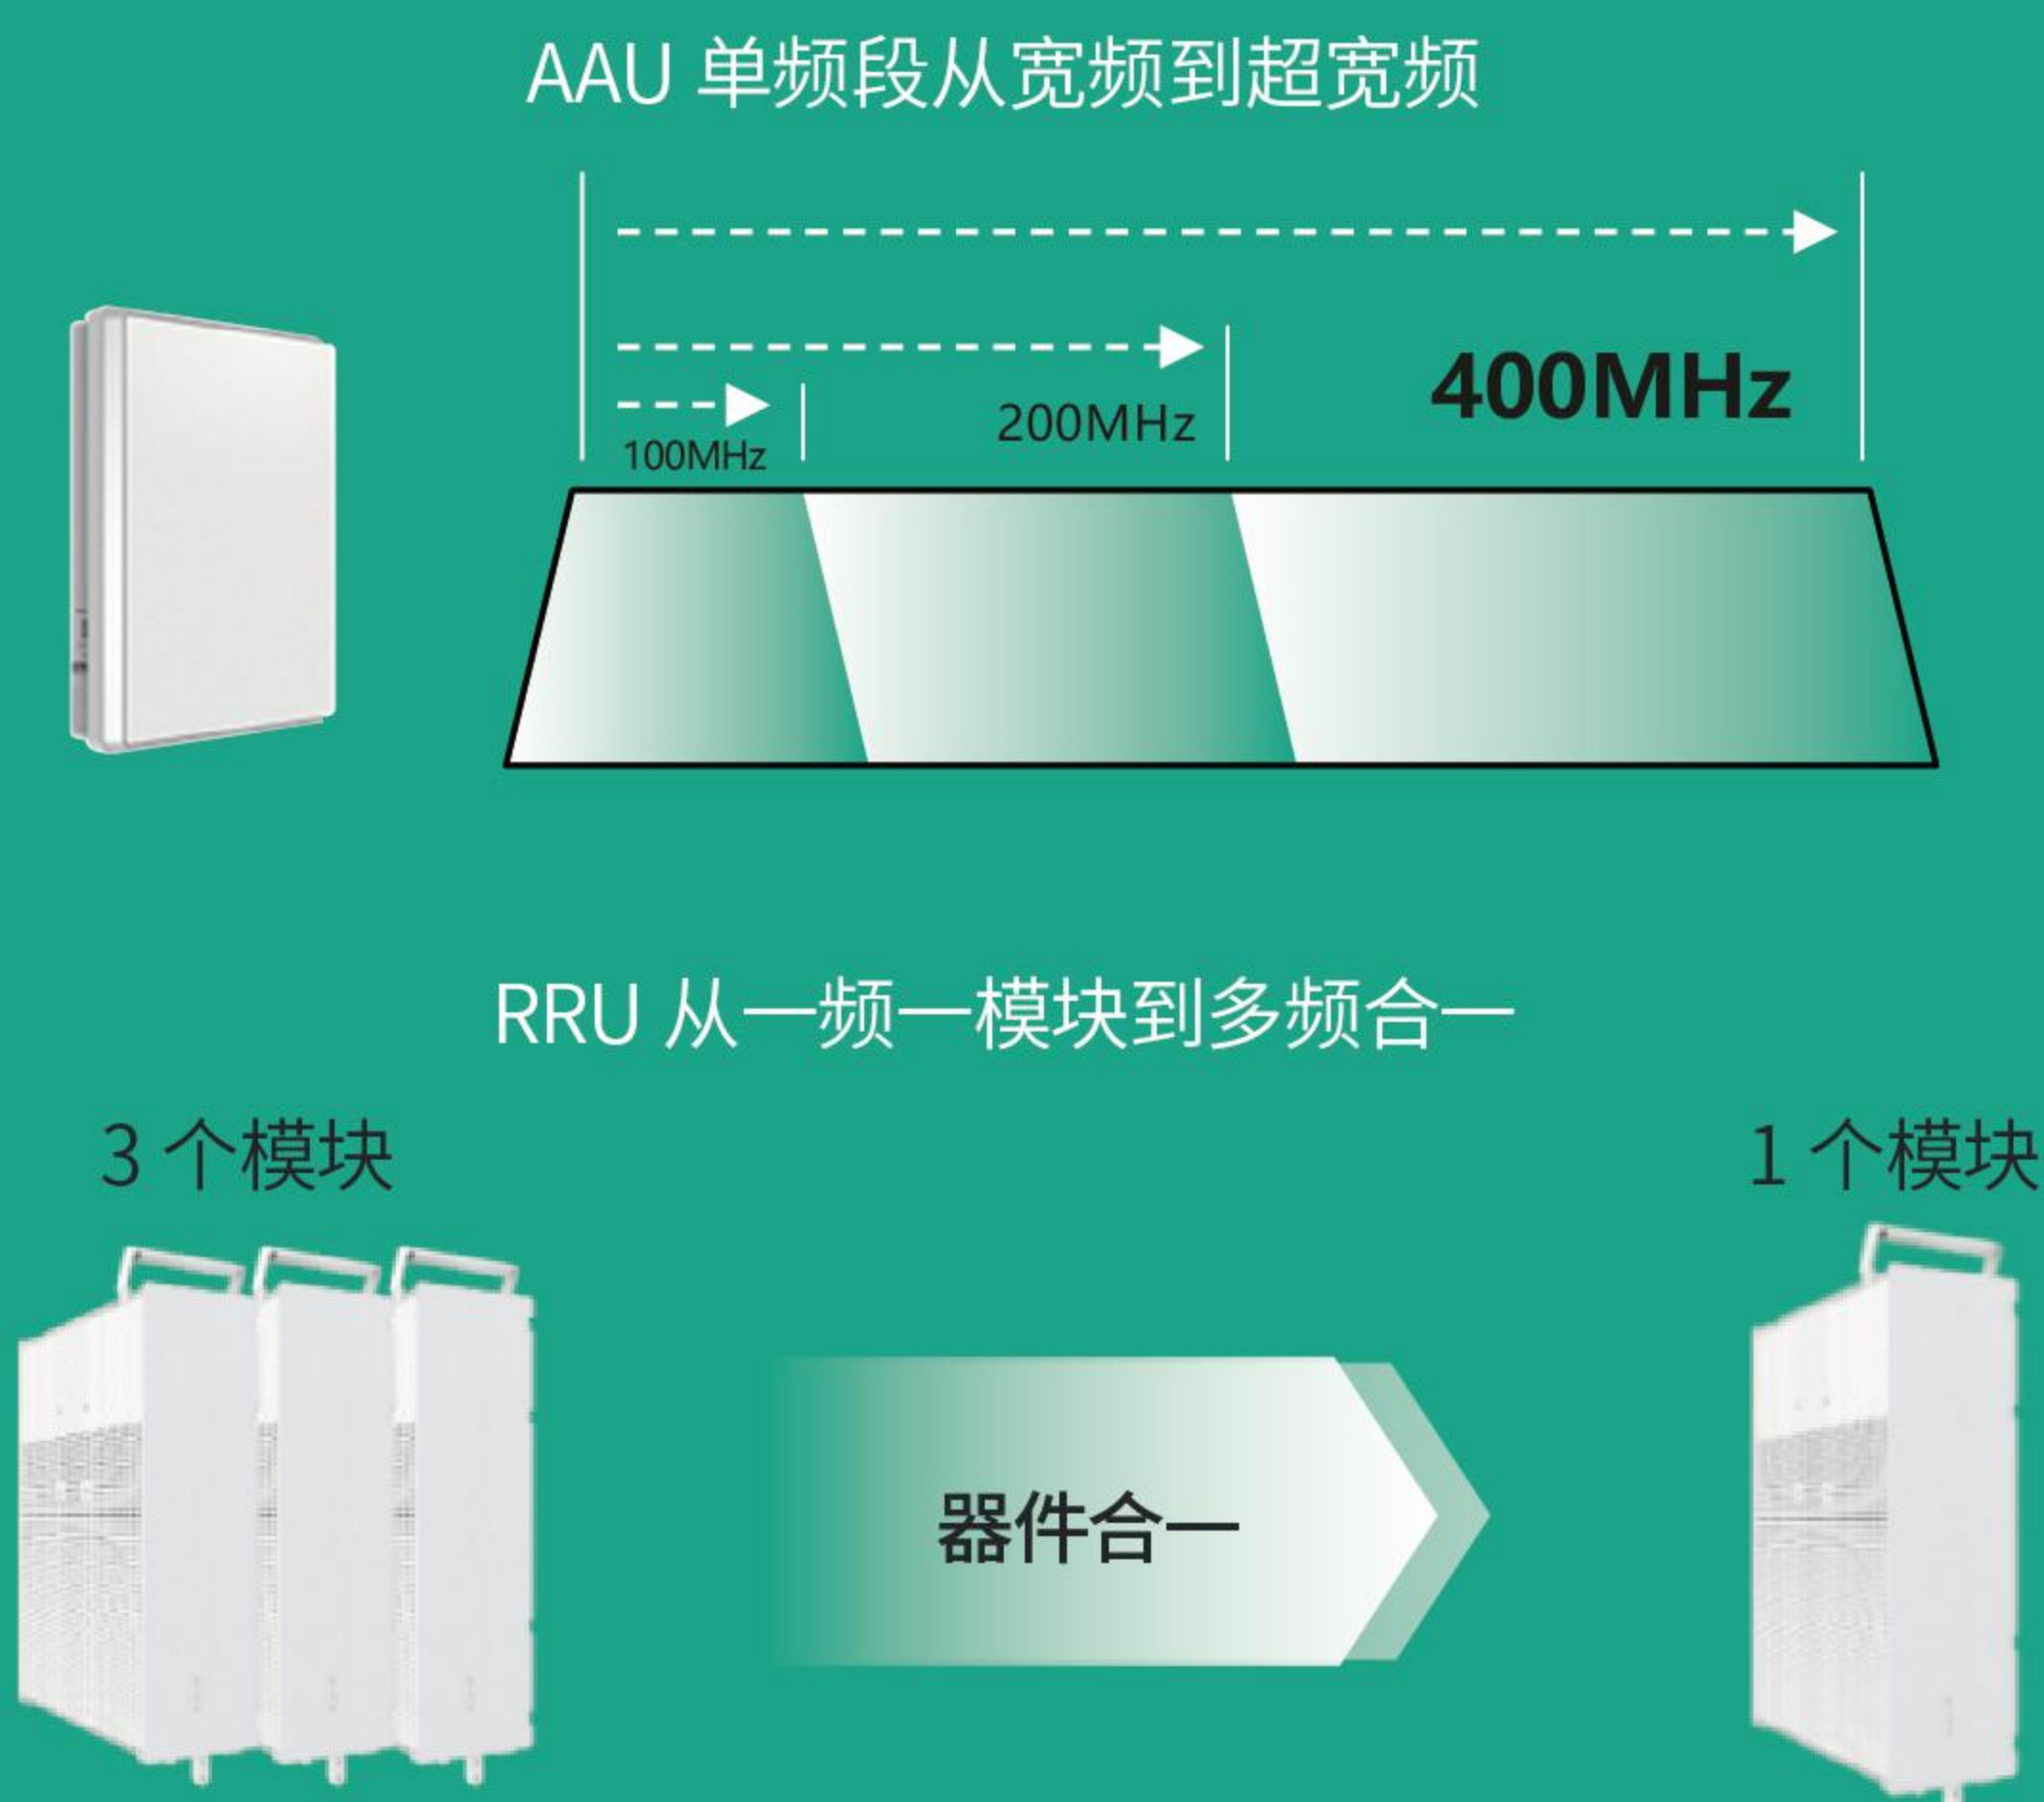 AAU 单频段从宽频到超宽频
400MHz
200MHz
100MHz
RRU 从一频一模块到多频合一
3 个模块
1 个模块
器件合一